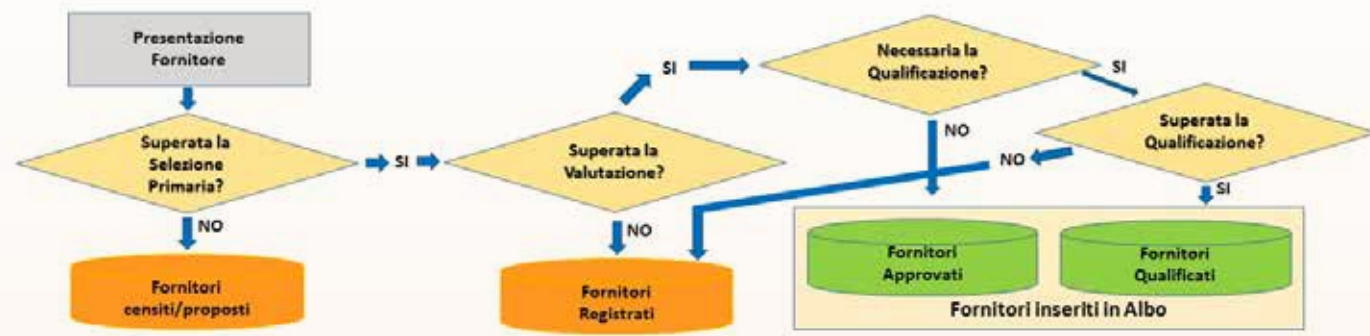 Presentazione
Fornitore
Superata la
Selezione
Primaria?
SI
NO
Fornitori
censiti/proposti
Superata la
Valutazione?
SI
NO
Fornitori
Registrati
Necessaria la
Qualificazione?
SI
NO
Superata la
Qualificazione?
NO
SI
Fornitori
Approvati
Fornitori
Qualificati
Fornitori inseriti in Albo